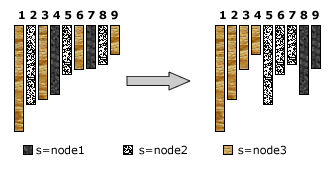 1 2 3 4 5 6 7 8 9 1 2 3 4 5 6 7 8 9
s=node1 s=node2 s=node3